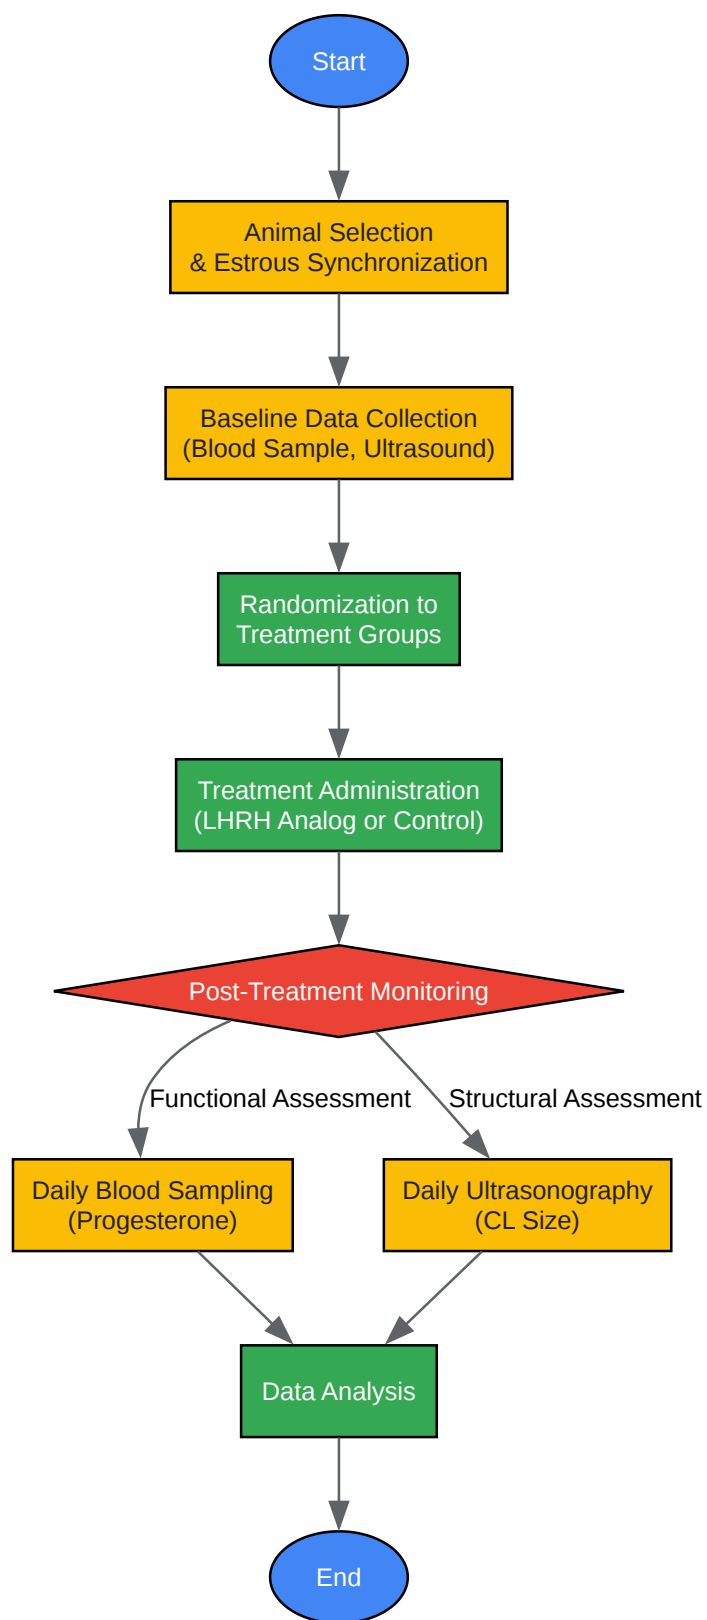 Start
Animal Selection
& Estrous Synchronization
Baseline Data Collection
(Blood Sample, Ultrasound)
Randomization to
Treatment Groups
Treatment Administration
(LHRH Analog or Control)
Post-Treatment Monitoring
Functional Assessment
Structural Assessment
Daily Blood Sampling
(Progesterone)
Daily Ultrasonography
(CL Size)
Data Analysis
End